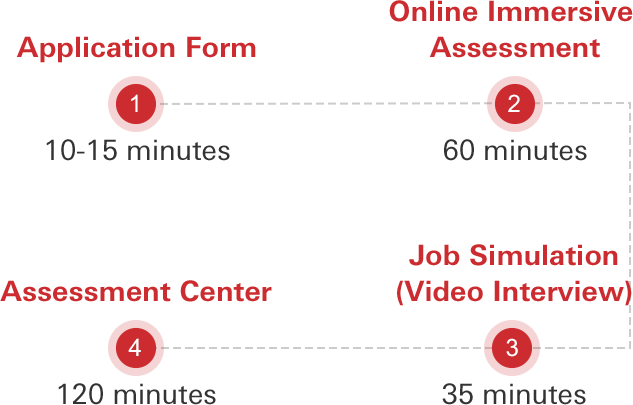 Application Form
1
10-15 minutes
Online Immersive
Assessment
2
60 minutes
Job Simulation
(Video Interview)
3
35 minutes
Assessment Center
4
120 minutes